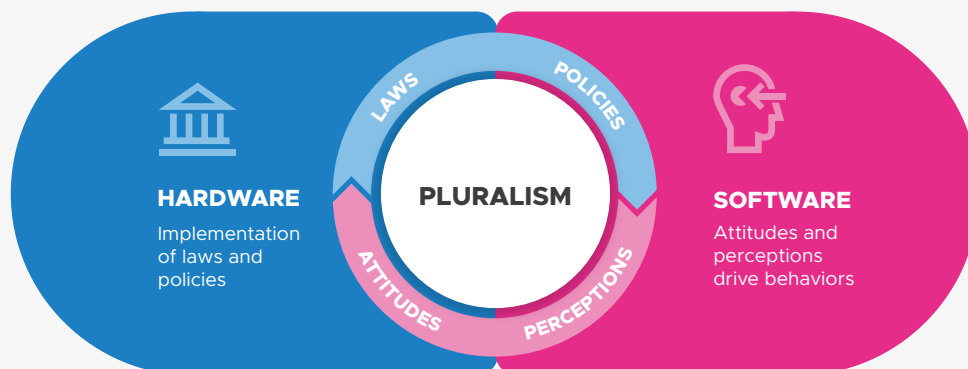 HARDWARE
Implementation
of laws and
policies
LAWS
POLICIES
PLURALISM
ATTITUDES
PERCEPTIONS
SOFTWARE
Attitudes and
perceptions
drive behaviors